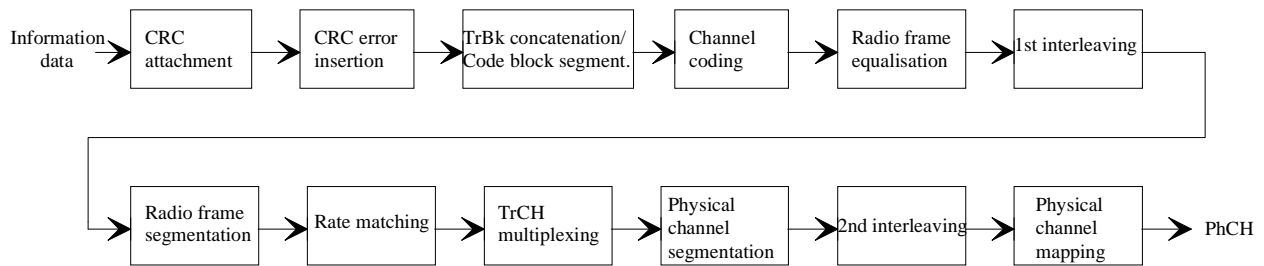 Information
data
CRC
attachment
CRC error
insertion
TrBk concatenation/
Code block segment.
Channel
coding
Radio frame
equalisation
1st interleaving
Radio frame
segmentation
Rate matching
TrCH
multiplexing
Physical
channel
segmentation
2nd interleaving
Physical
channel
mapping
PhCH